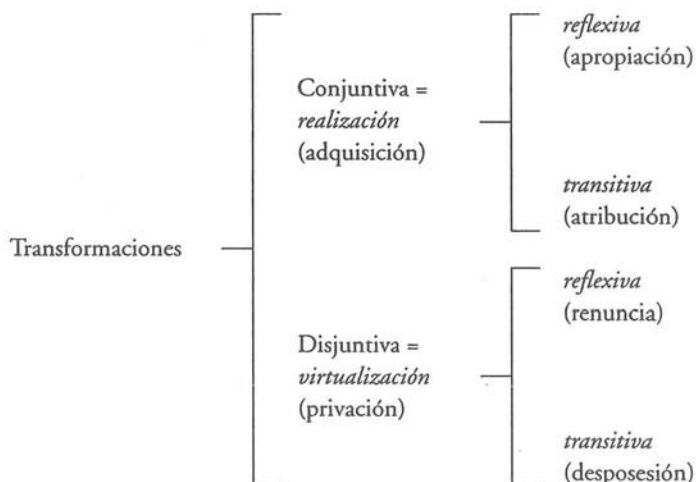 Transformaciones
Conjuntiva =
realización
(adquisición)
reflexiva
(apropiación)
transitiva
(atribución)
Disjuntiva =
virtualización
(privación)
reflexiva
(renuncia)
transitiva
(desposesión)